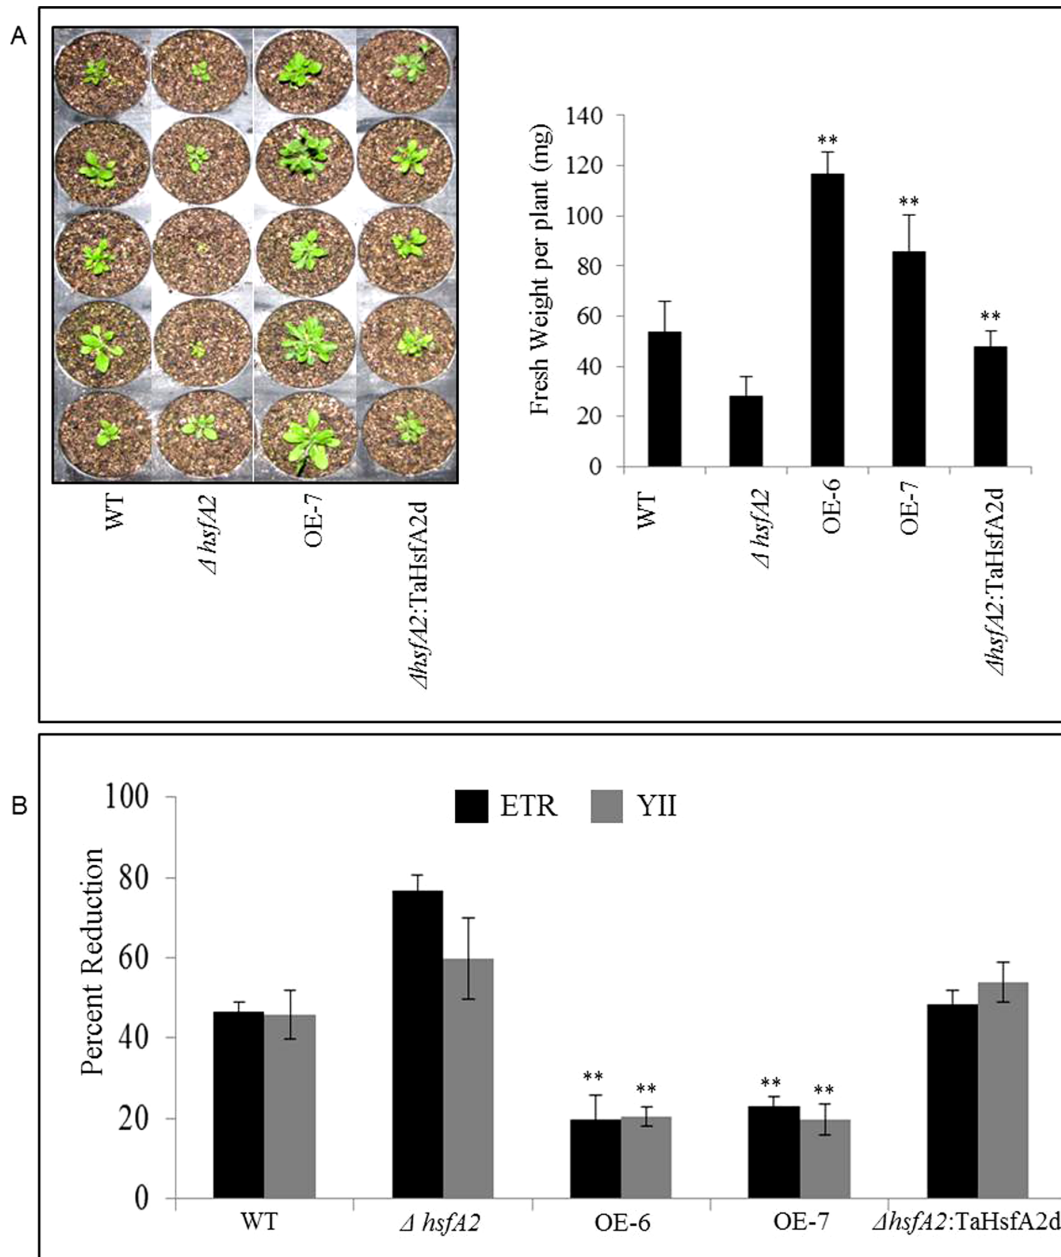 A
WT
Δ hsfA2
OE-7
ΔhsfA2:TaHsfA2d
Fresh Weight per plant (mg)
140
120
100
80
60
40
20
0
**
**
**
WT
Δ hsfA2
OE-6
OE-7
ΔhsfA2:TaHsfA2d
B
Percent Reduction
100
80
60
40
20
0
ETR
YII
**
**
**
**
WT
Δ hsfA2
OE-6
OE-7
ΔhsfA2:TaHsfA2d